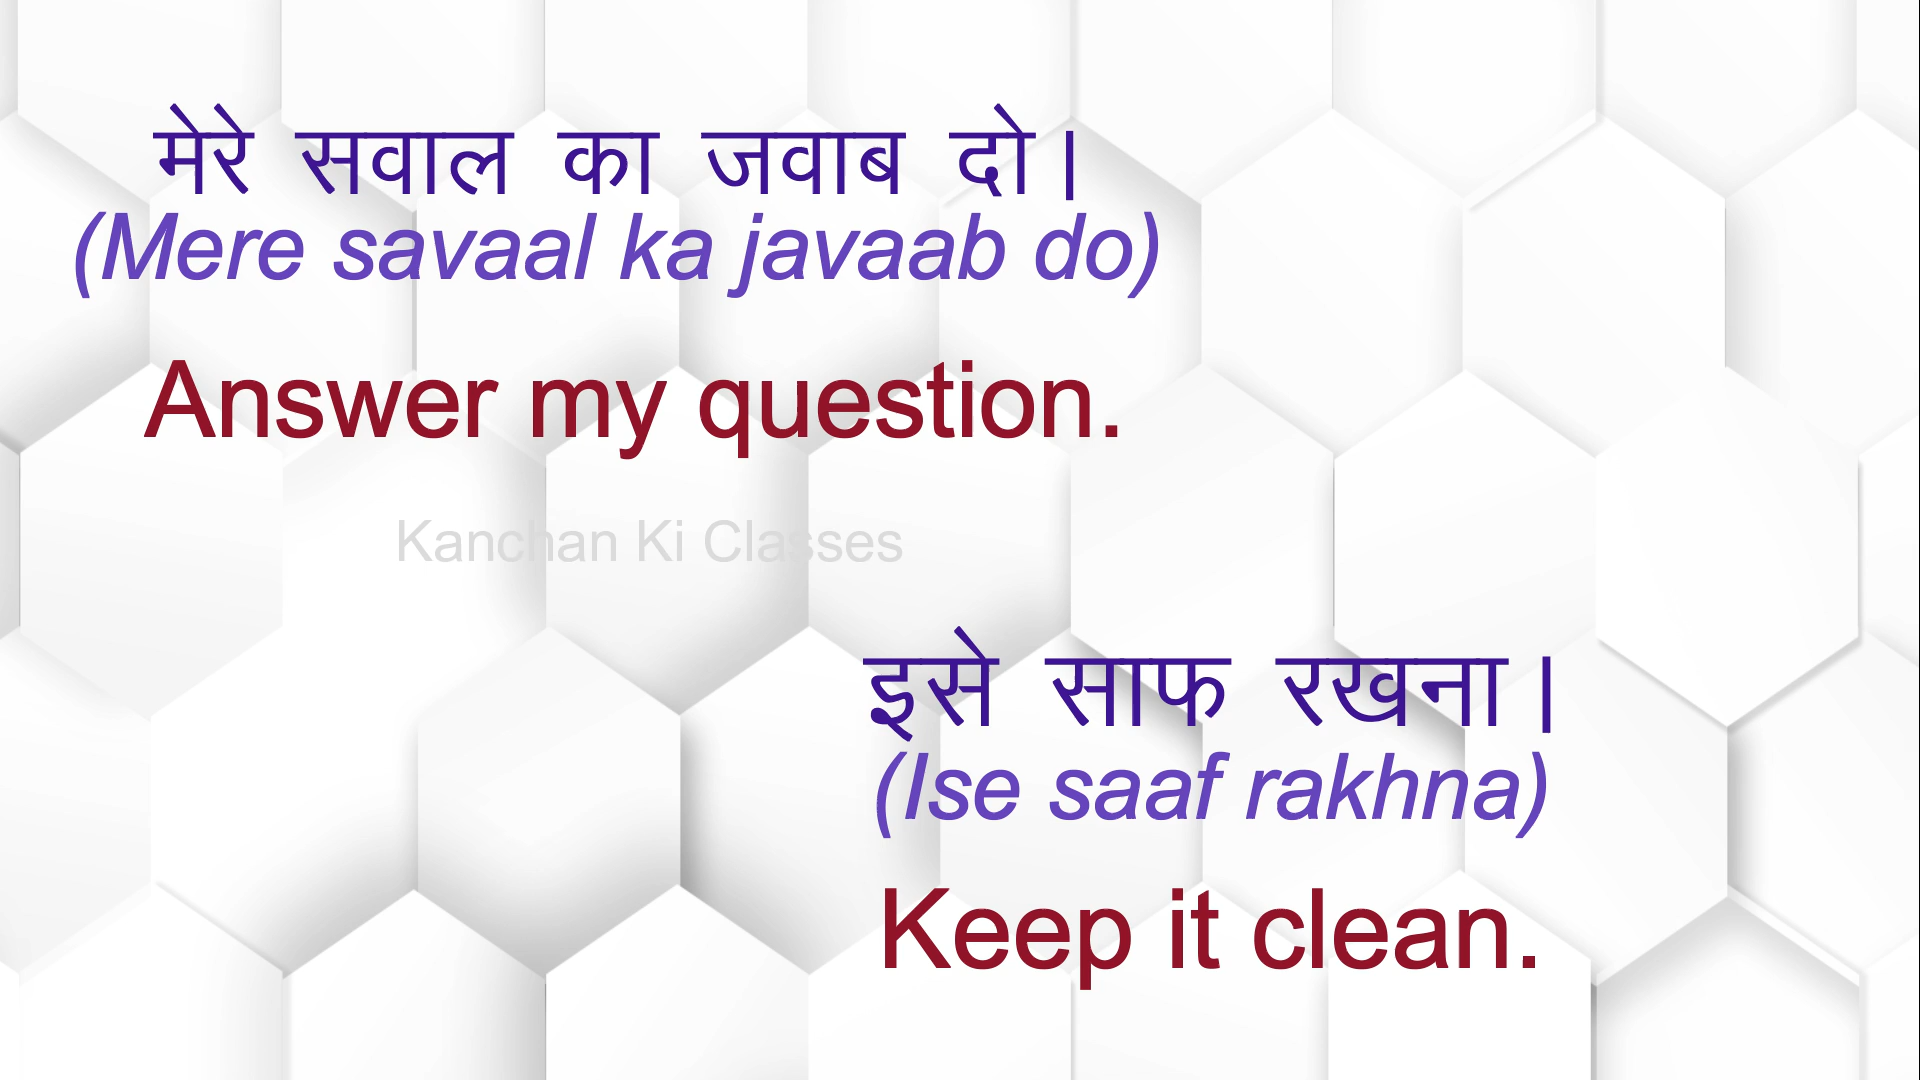 मेरे सवाल का जवाब दो।
(Mere savaal ka javaab do)
Answer my question.
Kanchan Ki Classes
इसे साफ रखना।
(Ise saaf rakhna)
Keep it clean.